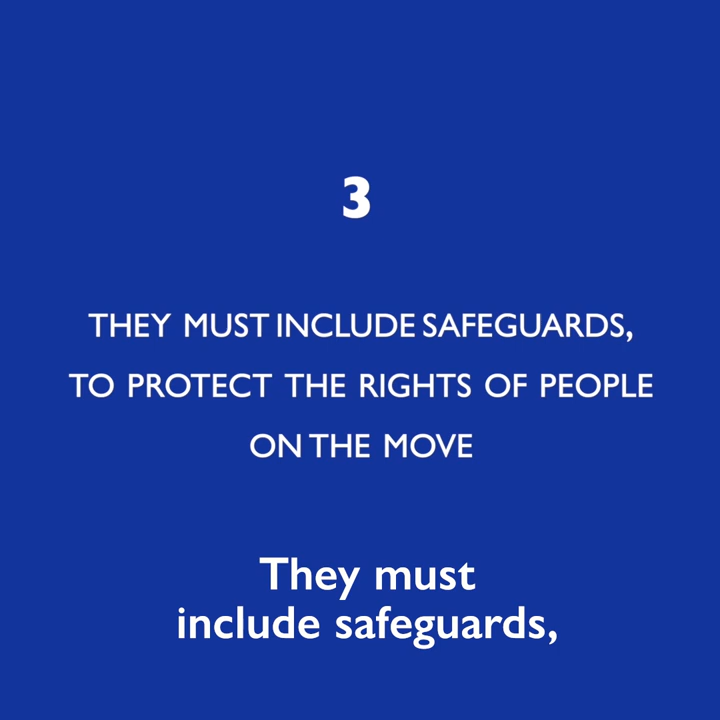 3
THEY MUST INCLUDE SAFEGUARDS,
TO PROTECT THE RIGHTS OF PEOPLE
ON THE MOVE
They must
include safeguards,